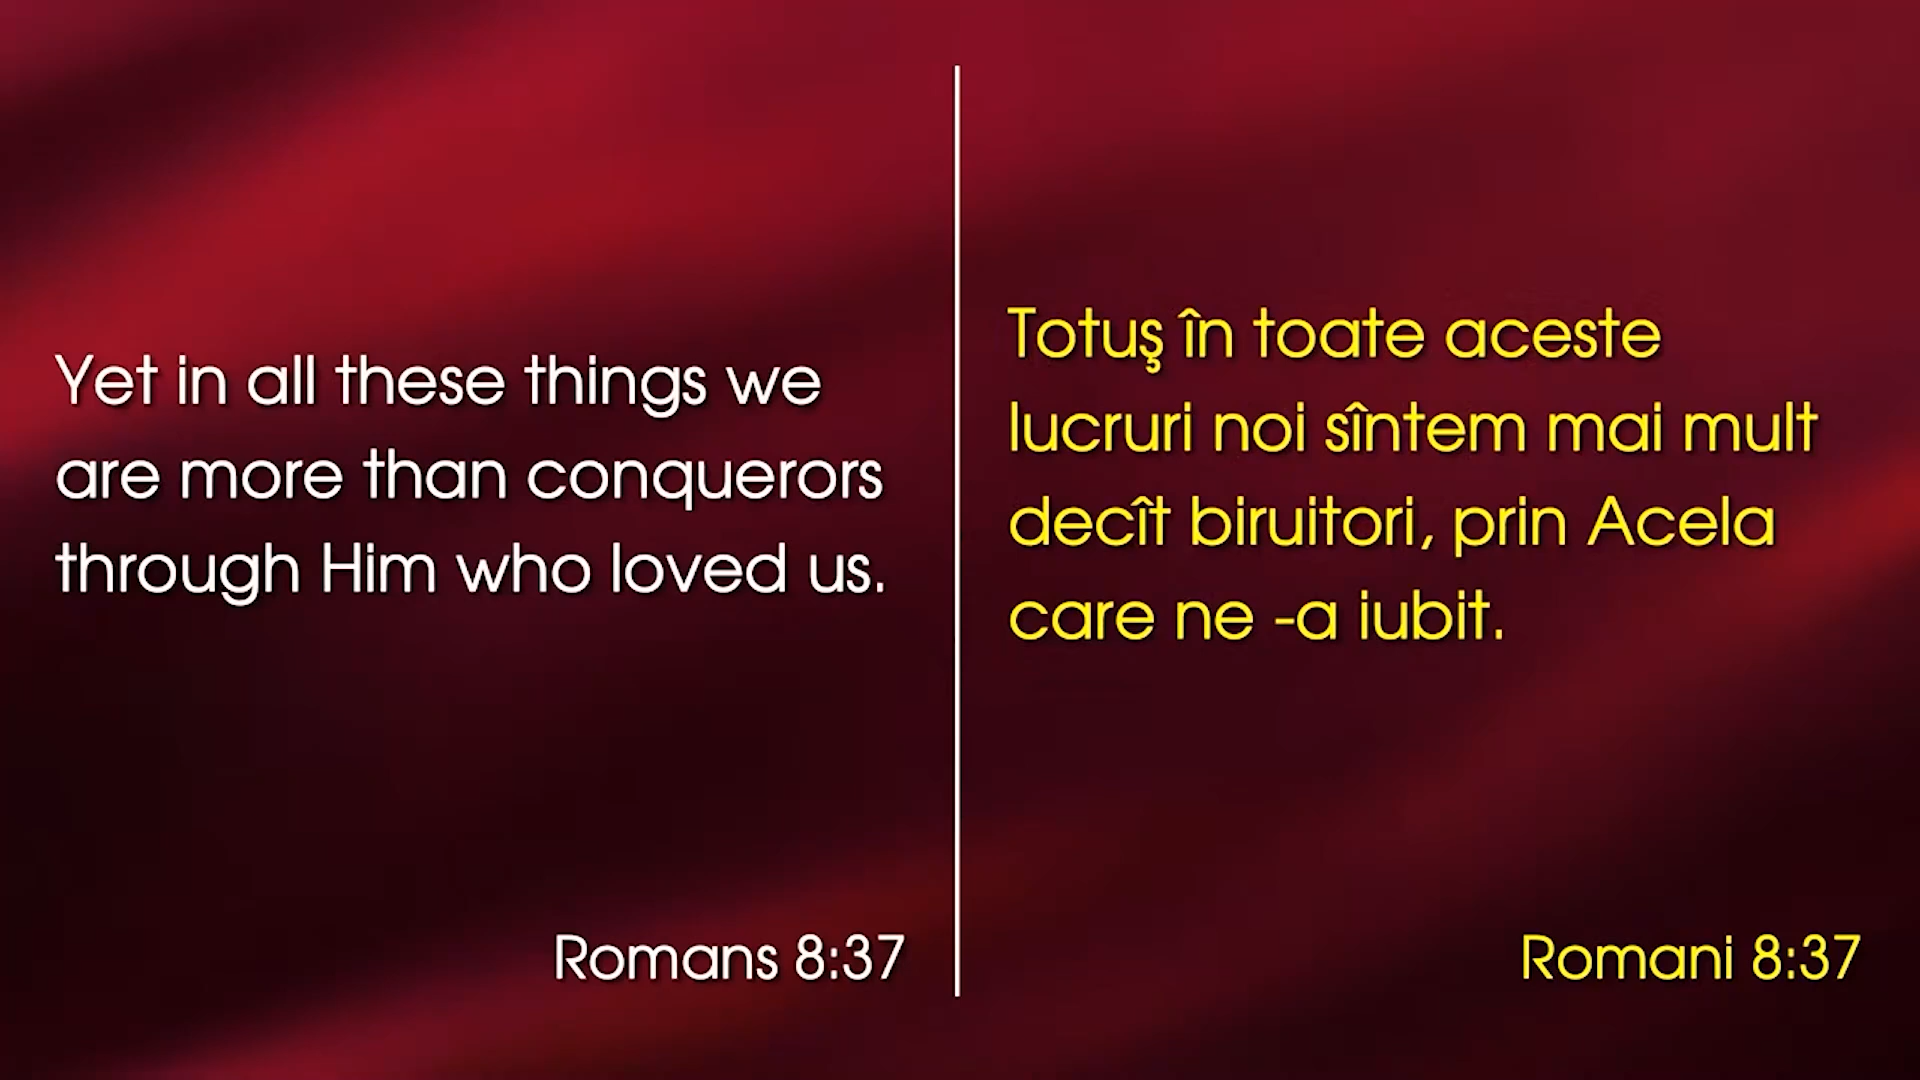 Yet in all these things we
are more than conquerors
through Him who loved us.
Romans 8:37
Totuş în toate aceste
lucruri noi sîntem mai mult
decît biruitori, prin Acela
care ne -a iubit.
Romani 8:37